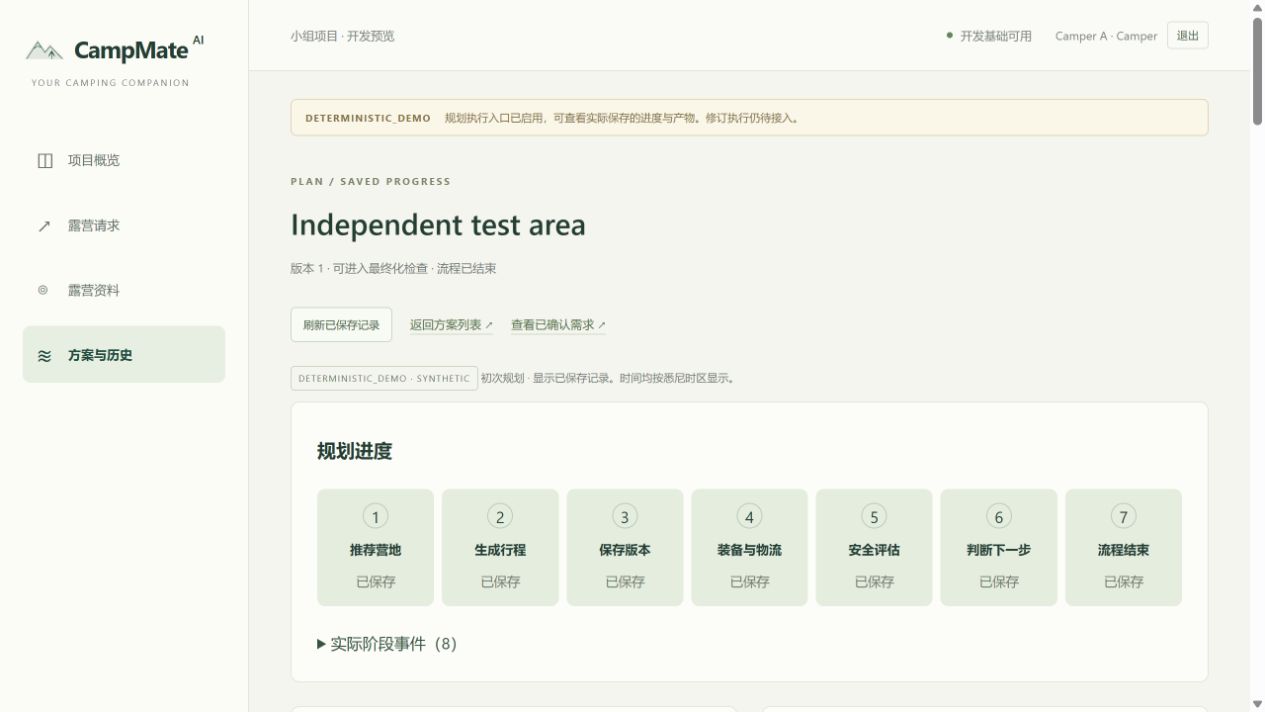 CampMate AI
YOUR CAMPING COMPANION
项目概览
露营请求
露营资料
方案与历史
小组项目 · 开发预览
开发基础可用
Camper A · Camper
退出
DETERMINISTIC_DEMO 规划执行入口已启用，可查看实际保存的进度与产物。修订执行仍待接入。
PLAN / SAVED PROGRESS
Independent test area
版本 1 · 可进入最终化检查 · 流程已结束
刷新已保存记录 返回方案列表 ↗ 查看已确认需求 ↗
DETERMINISTIC_DEMO · SYNTHETIC 初次规划 · 显示已保存记录。时间均按悉尼时区显示。
规划进度
1
推荐营地
已保存
2
生成行程
已保存
3
保存版本
已保存
4
装备与物流
已保存
5
安全评估
已保存
6
判断下一步
已保存
7
流程结束
已保存
实际阶段事件（8）